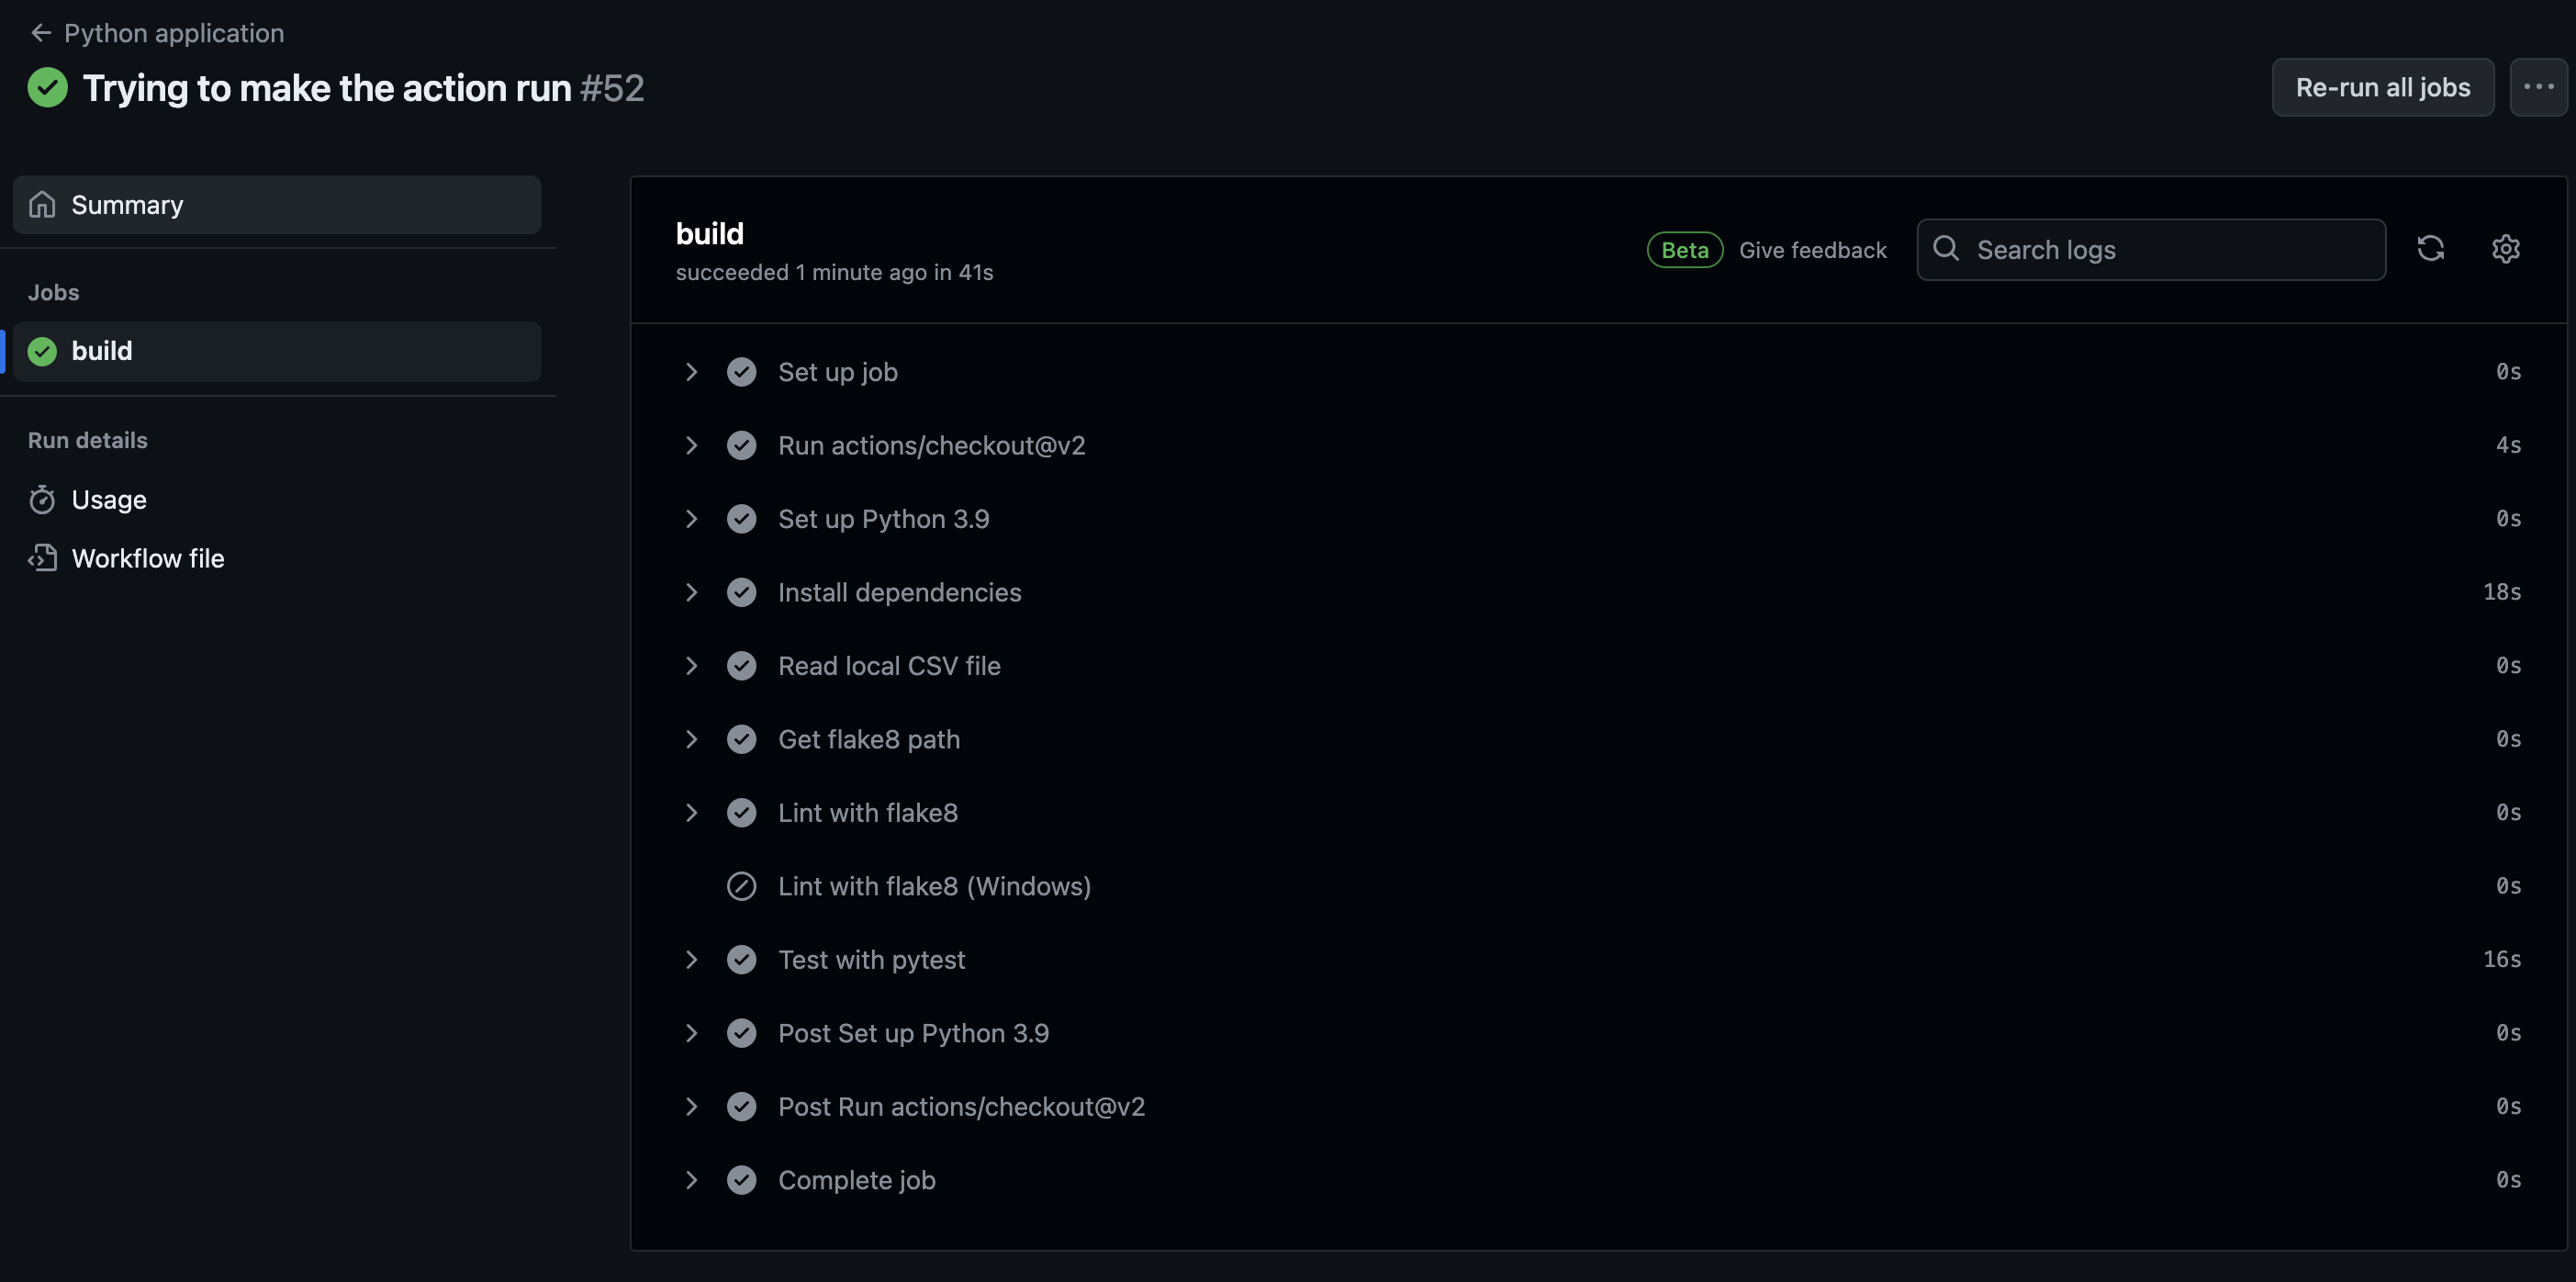 Python application
Trying to make the action run #52
Re-run all jobs
Summary
Jobs
build
Run details
Usage
Workflow file
build
succeeded 1 minute ago in 41s
Beta Give feedback
Search logs
Set up job 0s
Run actions/checkout@v2 4s
Set up Python 3.9 0s
Install dependencies 18s
Read local CSV file 0s
Get flake8 path 0s
Lint with flake8 0s
Lint with flake8 (Windows) 0s
Test with pytest 16s
Post Set up Python 3.9 0s
Post Run actions/checkout@v2 0s
Complete job 0s